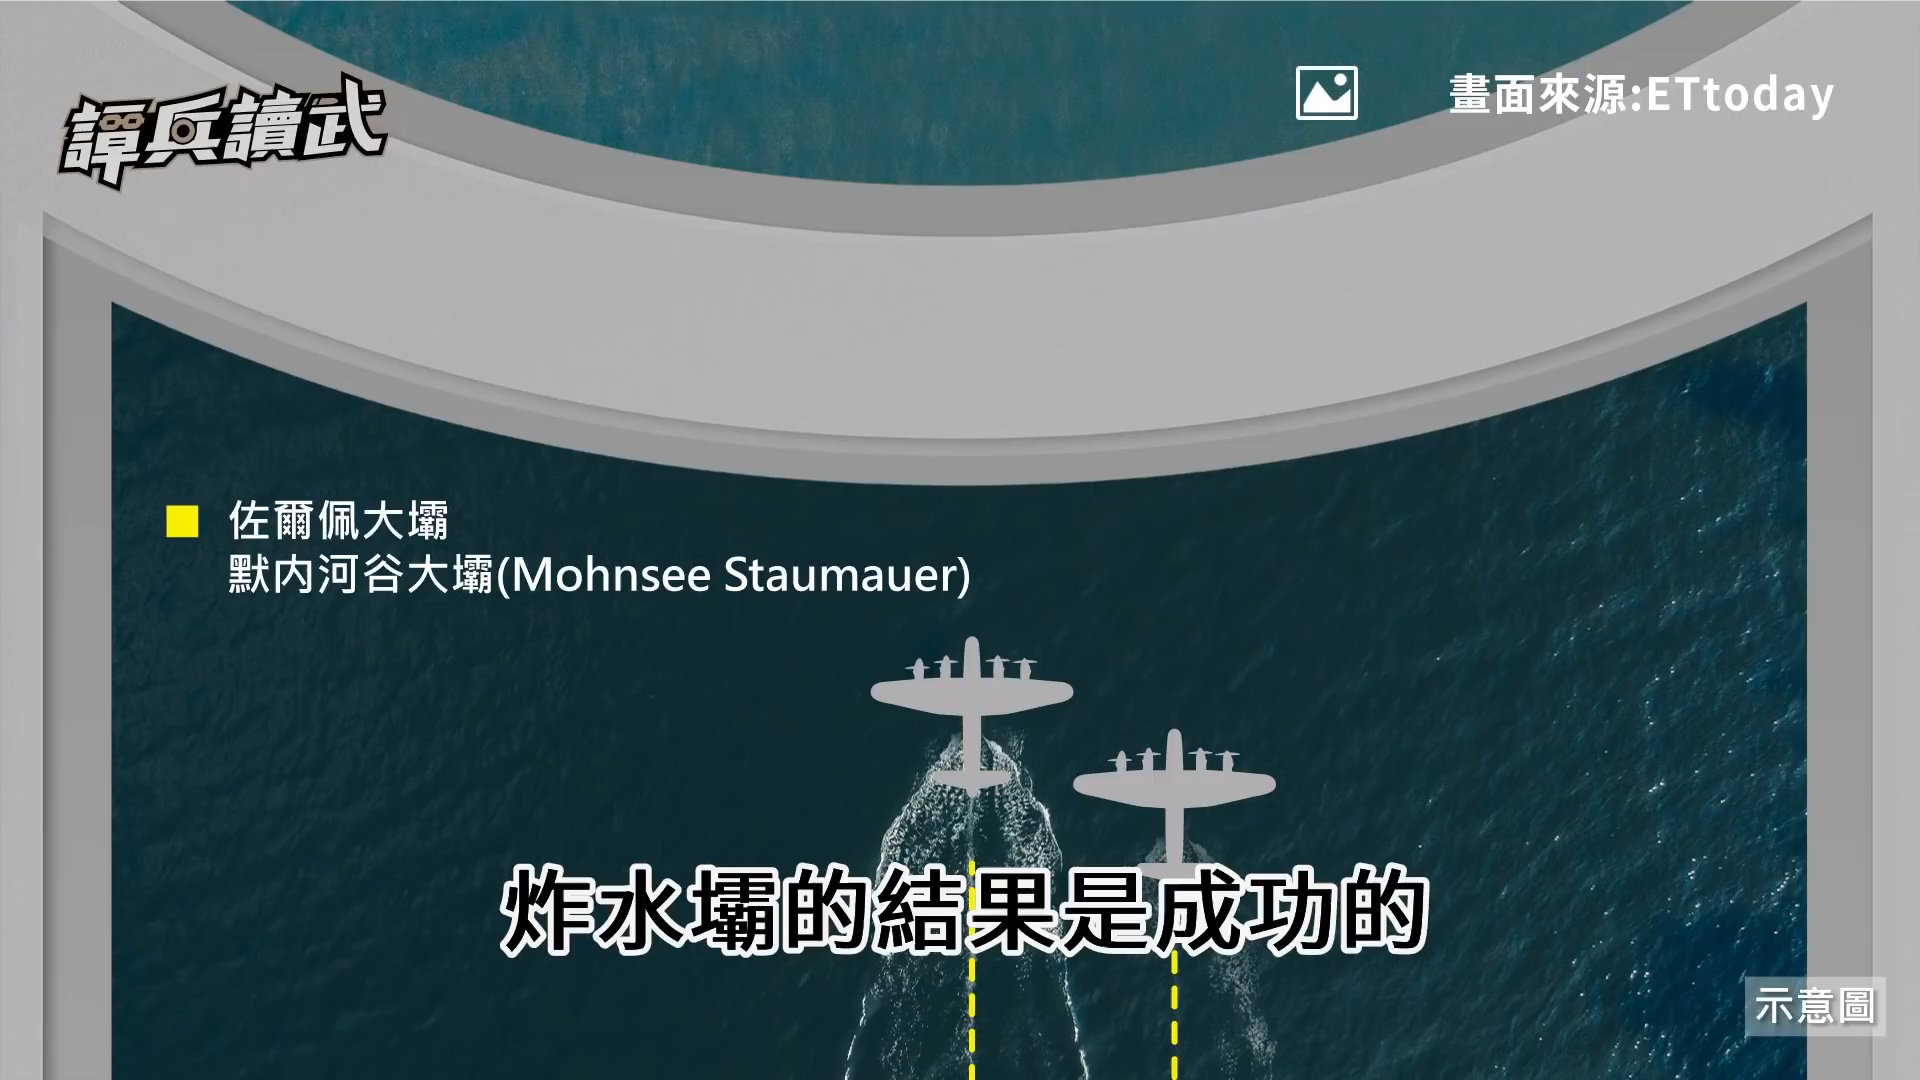 譚兵讀武
畫面來源:ETtoday
佐爾佩大壩
默內河谷大壩(Mohnsee Staumauer)
炸水壩的結果是成功的
示意圖